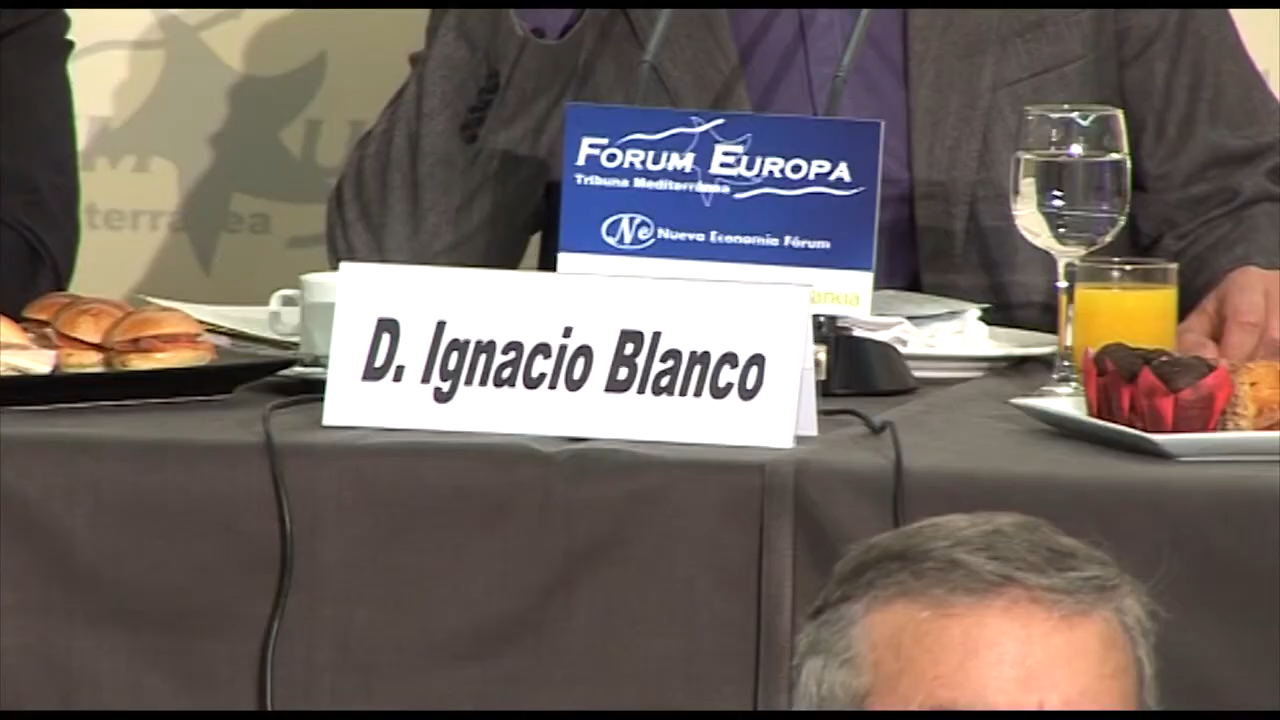 FORUM EUROPA
Tribuna Mediterránea
Ne Nueva Economía Fórum
D. Ignacio Blanco